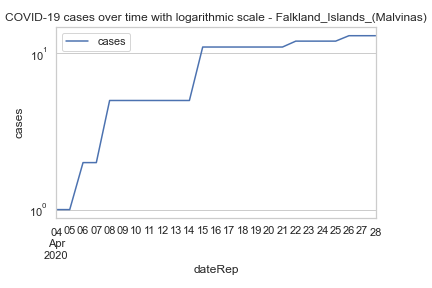 COVID-19 cases over time with logarithmic scale - Falkland_Islands_(Malvinas)
cases
10¹
10⁰
cases
04 05 06 07 08 09 10 11 12 13 14 15 16 17 18 19 20 21 22 23 24 25 26 27 28
Apr
2020
dateRep